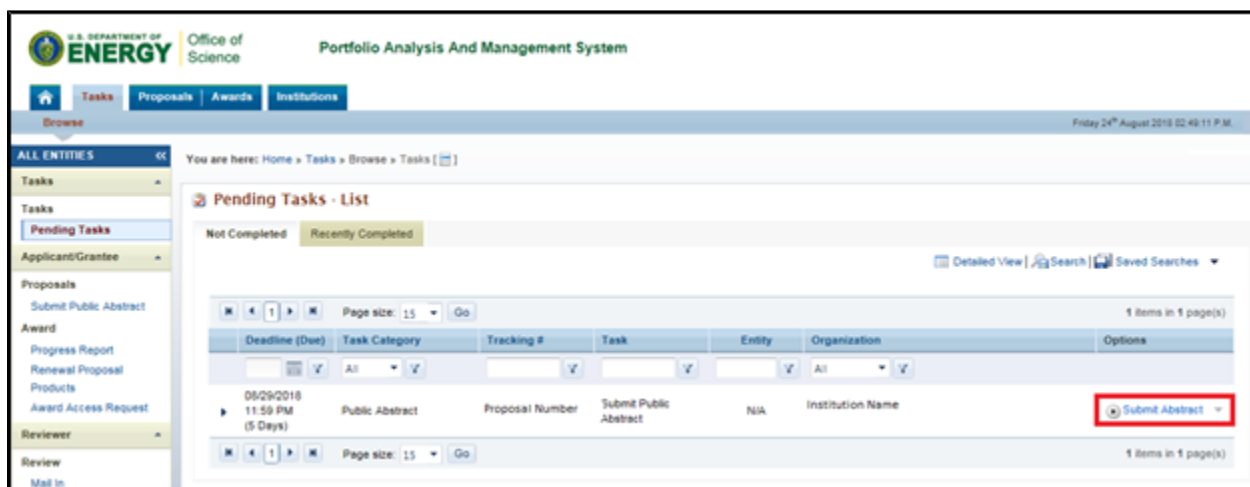 U.S. DEPARTMENT OF
ENERGY
Office of
Science
Portfolio Analysis And Management System
Tasks Proposals | Awards Institutions
Browse
Friday 24th August 2018 02:49:11 P.M.
ALL ENTITIES «
You are here: Home » Tasks » Browse » Tasks [ ]
Tasks
Pending Tasks - List
Tasks
Pending Tasks
Not Completed Recently Completed
Applicant/Grantee
Detailed View | Search | Saved Searches
Proposals
Submit Public Abstract
1 Page size: 15 Go 1 items in 1 page(s)
Award
Deadline (Due) Task Category Tracking # Task Entity Organization Options
Progress Report
Renewal Proposal
All All
Products
Award Access Request
08/29/2018
11:59 PM
(5 Days)
Public Abstract
Proposal Number
Submit Public
Abstract
N/A
Institution Name
Submit Abstract
Reviewer
1 Page size: 15 Go 1 items in 1 page(s)
Review
Mail In